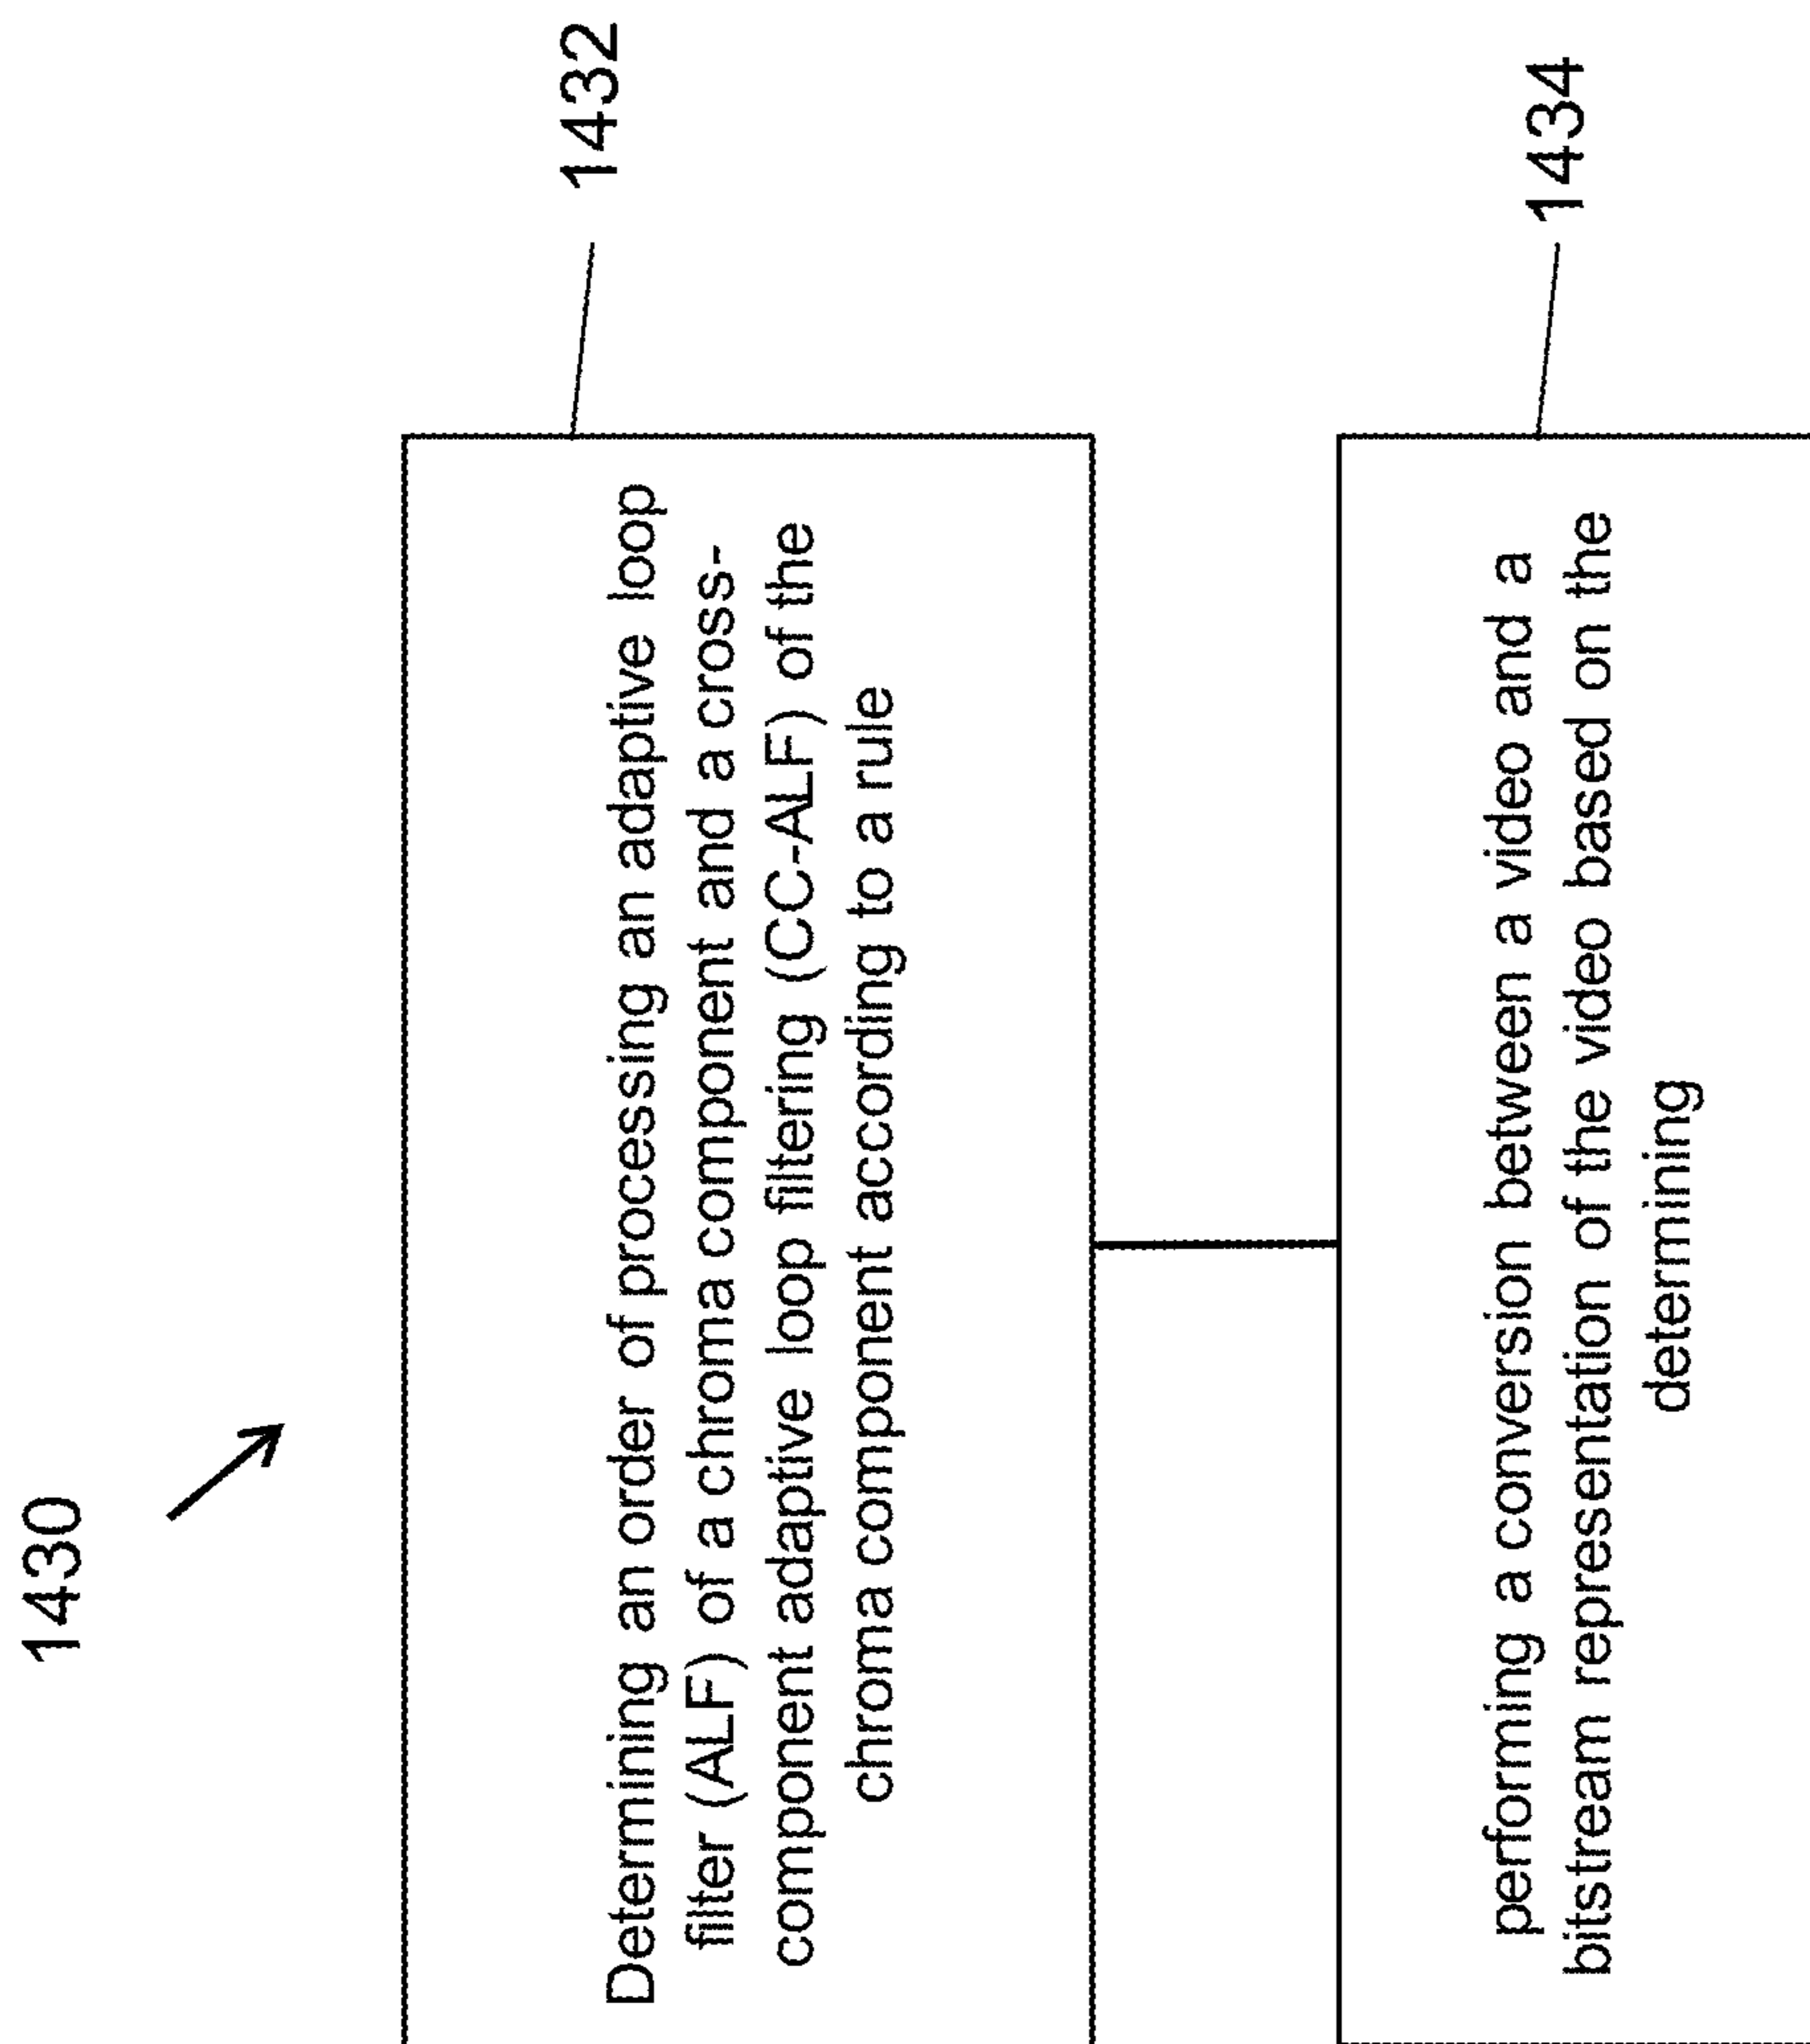 1430
Determining an order of processing an adaptive loop
filter (ALF) of a chroma component and a cross-
component adaptive loop filtering (CC-ALF) of the
chroma component according to a rule
1432
performing a conversion between a video and a
bitstream representation of the video based on the
determining
1434